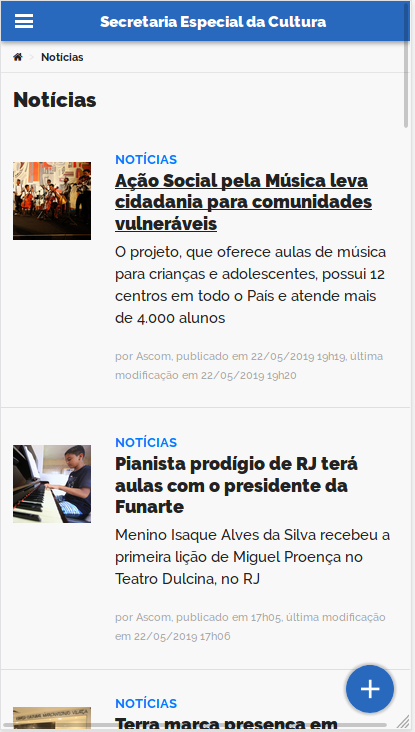 Secretaria Especial da Cultura
Notícias
Notícias
NOTÍCIAS
Ação Social pela Música leva
cidadania para comunidades
vulneráveis
O projeto, que oferece aulas de música
para crianças e adolescentes, possui 12
centros em todo o País e atende mais
de 4.000 alunos
por Ascom, publicado em 22/05/2019 19h19, última
modificação em 22/05/2019 19h20
NOTÍCIAS
Pianista prodígio de RJ terá
aulas com o presidente da
Funarte
Menino Isaque Alves da Silva recebeu a
primeira lição de Miguel Proença no
Teatro Dulcina, no RJ
por Ascom, publicado em 17h05, última modificação
em 22/05/2019 17h06
NOTÍCIAS
Terra marca presença em